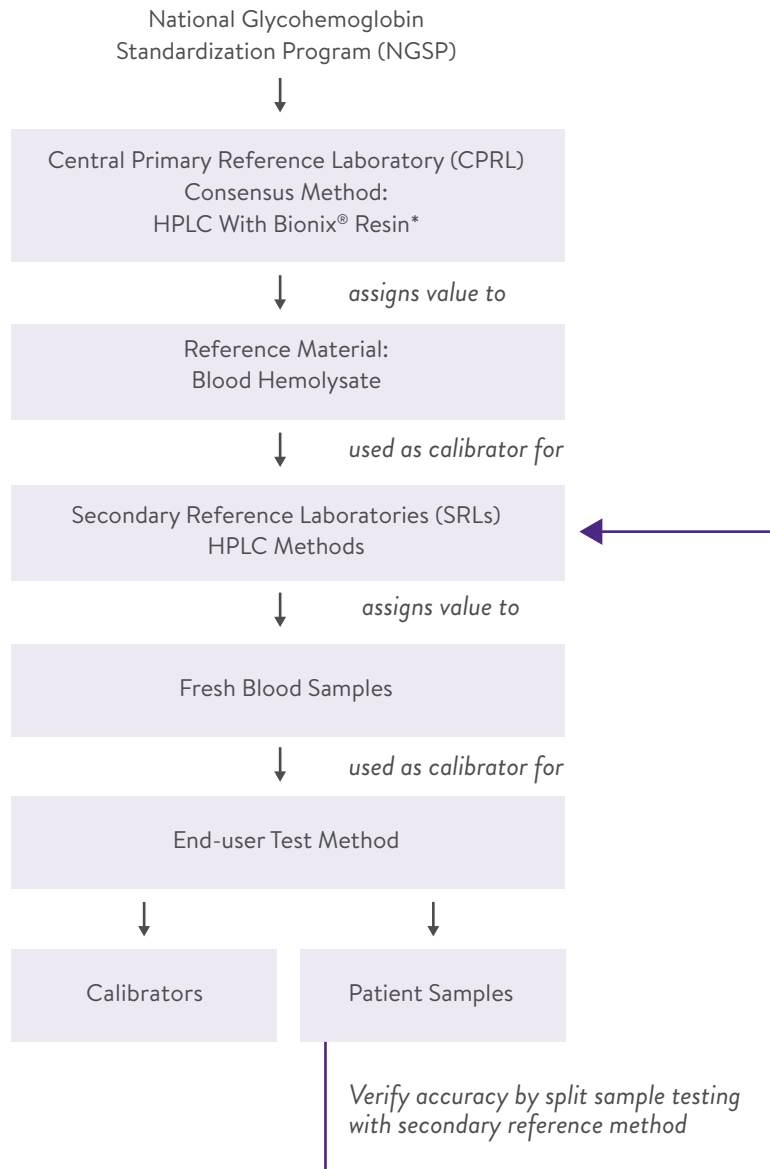 National Glycohemoglobin
Standardization Program (NGSP)
Central Primary Reference Laboratory (CPRL)
Consensus Method:
HPLC With Bionix® Resin*
assigns value to
Reference Material:
Blood Hemolysate
used as calibrator for
Secondary Reference Laboratories (SRLs)
HPLC Methods
assigns value to
Fresh Blood Samples
used as calibrator for
End-user Test Method
Calibrators
Patient Samples
Verify accuracy by split sample testing
with secondary reference method